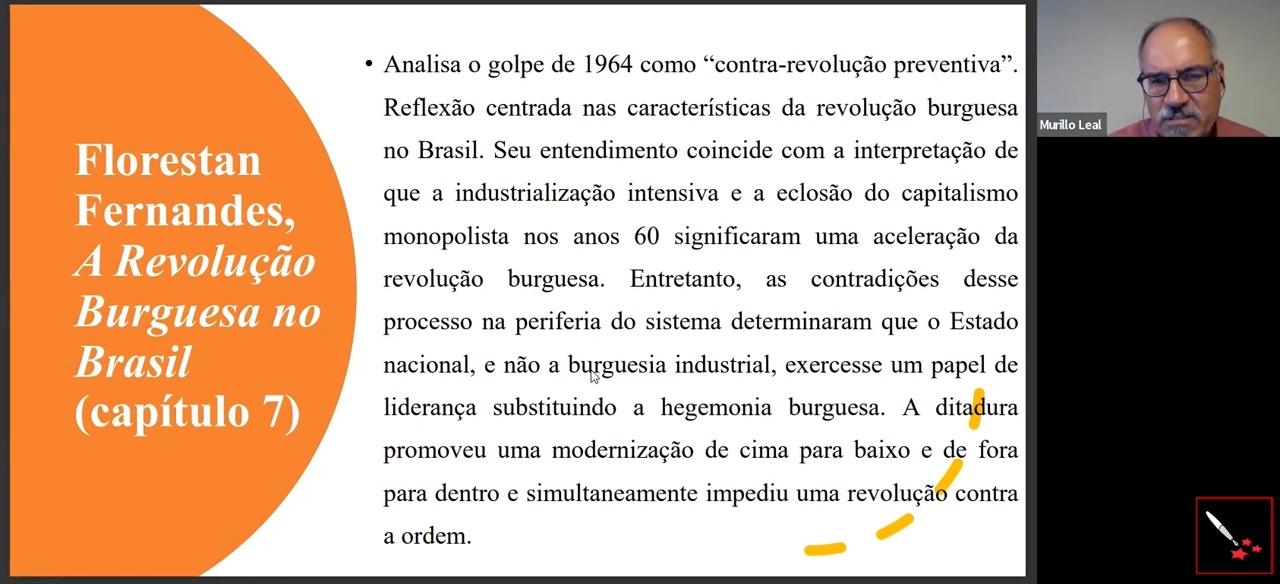 Florestan
Fernandes,
A Revolução
Burguesa no
Brasil
(capítulo 7)
• Analisa o golpe de 1964 como “contra-revolução preventiva”.
Reflexão centrada nas características da revolução burguesa
no Brasil. Seu entendimento coincide com a interpretação de
que a industrialização intensiva e a eclosão do capitalismo
monopolista nos anos 60 significaram uma aceleração da
revolução burguesa. Entretanto, as contradições desse
processo na periferia do sistema determinaram que o Estado
nacional, e não a burguesia industrial, exercesse um papel de
liderança substituindo a hegemonia burguesa. A ditadura
promoveu uma modernização de cima para baixo e de fora
para dentro e simultaneamente impediu uma revolução contra
a ordem.
Murillo Leal